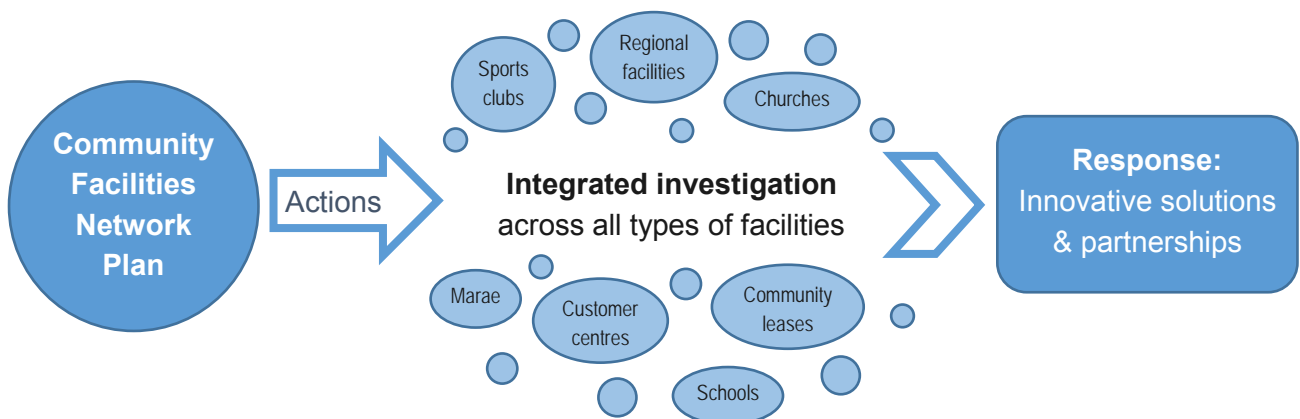 Community
Facilities
Network
Plan
Actions
Sports
clubs
Regional
facilities
Churches
Integrated investigation
across all types of facilities
Marae
Customer
centres
Community
leases
Schools
Response:
Innovative solutions
& partnerships